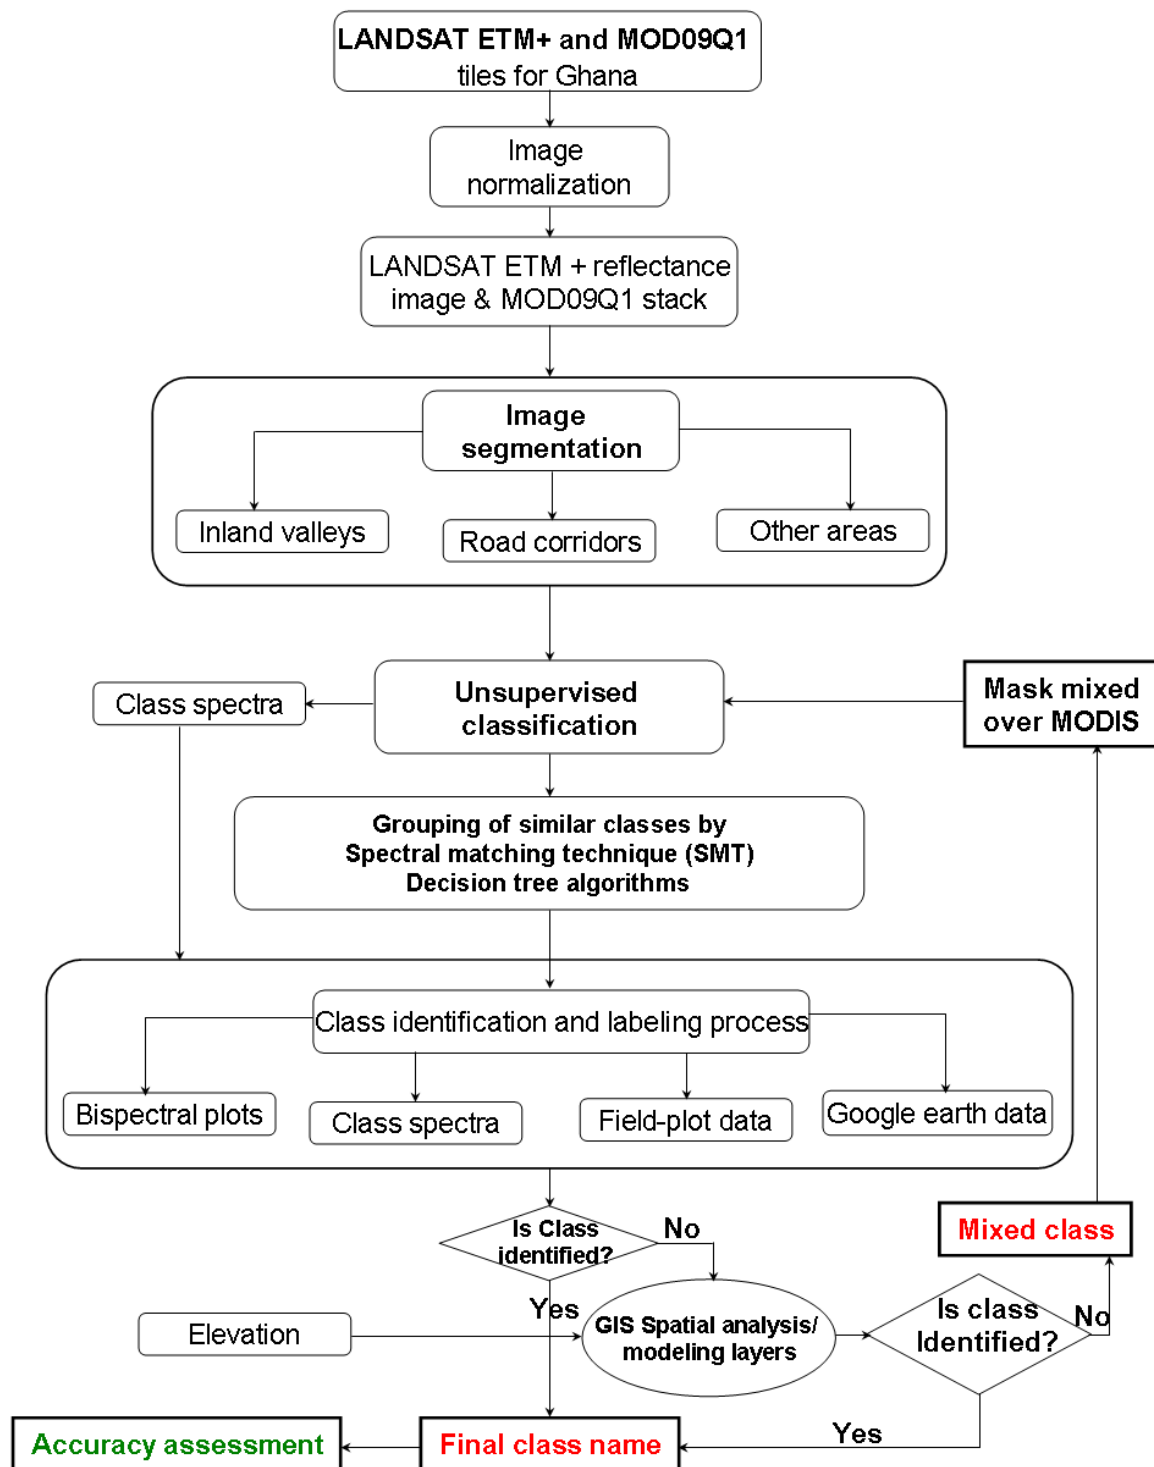 LANDSAT ETM+ and MOD09Q1
tiles for Ghana
Image
normalization
LANDSAT ETM + reflectance
image & MOD09Q1 stack
Image
segmentation
Inland valleys
Road corridors
Other areas
Unsupervised
classification
Class spectra
Mask mixed
over MODIS
Grouping of similar classes by
Spectral matching technique (SMT)
Decision tree algorithms
Class identification and labeling process
Bispectral plots
Class spectra
Field-plot data
Google earth data
Is Class
identified?
No
Yes
Elevation
GIS Spatial analysis/
modeling layers
Is class
Identified?
No
Mixed class
Yes
Final class name
Accuracy assessment